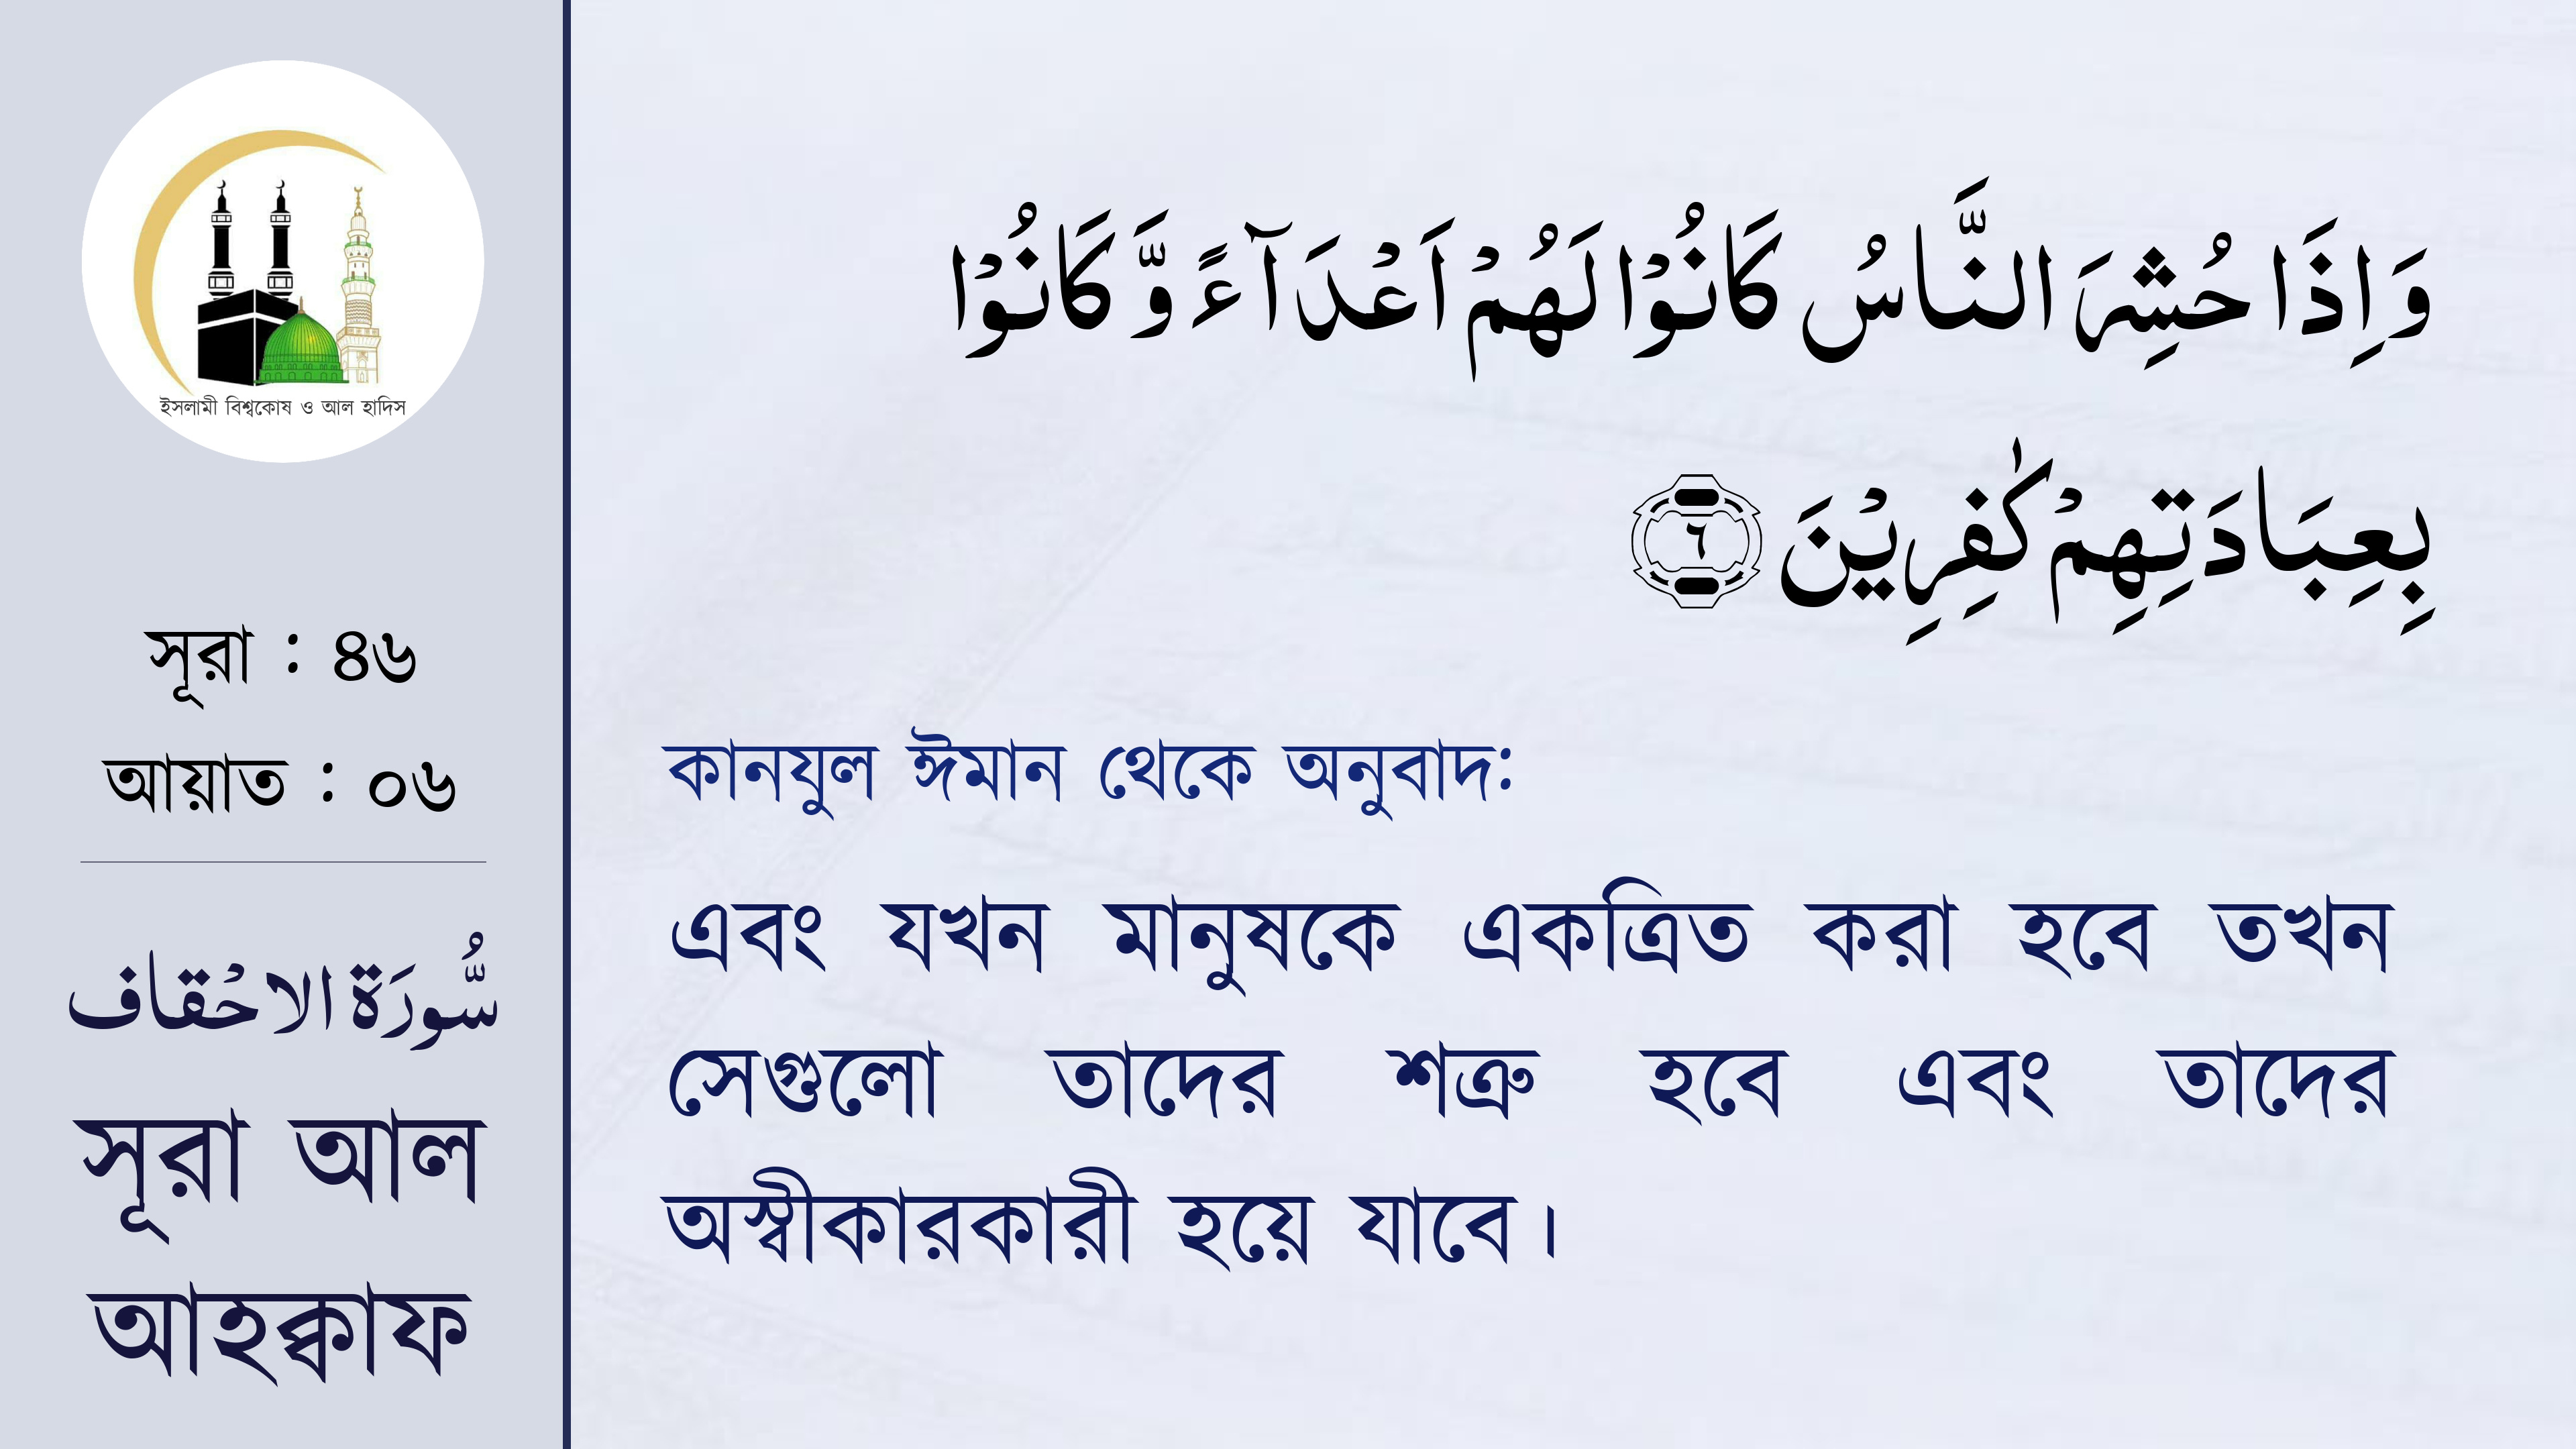 ইসলামী বিশ্বকোষ ও আল হাদিস
সূরা : ৪৬
আয়াত : ০৬
سُّورَة الاحۡقاف
সূরা আল
আহক্বাফ
وَاِذَا حُشِرَ النَّاسُ كَانُوۡا لَهُمۡ اَعۡدَآءً وَّ كَانُوۡا
بِعِبَادَتِهِمۡ كٰفِرِيۡنَ ۝٦
কানযুল ঈমান থেকে অনুবাদ:
এবং যখন মানুষকে একত্রিত করা হবে তখন
সেগুলো তাদের শত্রু হবে এবং তাদের
অস্বীকারকারী হয়ে যাবে।